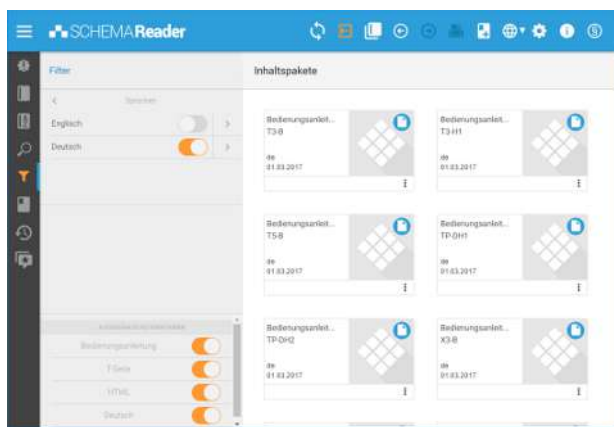 SCHEMAReader
Filter
Inhaltspakete
Sprachen
Englisch
Deutsch
Bedienungsanleit...
T3-B
de
01.03.2017
Bedienungsanleit...
T3-H1
de
01.03.2017
Bedienungsanleit...
T5-B
de
01.03.2017
Bedienungsanleit...
TP-DH1
de
01.03.2017
Bedienungsanleitung
T-Serie
HTML
Deutsch
Bedienungsanleit...
TP-DH2
de
01.03.2017
Bedienungsanleit...
X3-B
de
01.03.2017